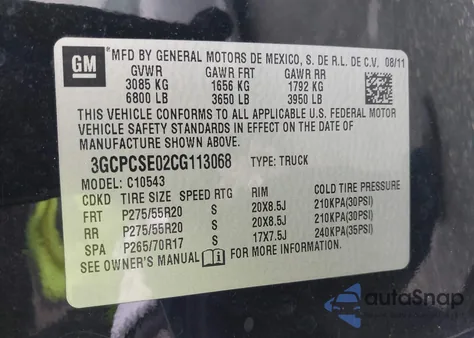 GM
MFD BY GENERAL MOTORS DE MEXICO, S. DE R.L. DE C.V. 08/11
GVWR GAWR FRT GAWR RR
3085 KG 1656 KG 1792 KG
6800 LB 3650 LB 3950 LB
THIS VEHICLE CONFORMS TO ALL APPLICABLE U.S. FEDERAL MOTOR
VEHICLE SAFETY STANDARDS IN EFFECT ON THE DATE OF
MANUFACTURE SHOWN ABOVE.
3GCPCSE02CG113068 TYPE: TRUCK
MODEL: C10543
CDKD TIRE SIZE SPEED RTG RIM COLD TIRE PRESSURE
FRT P275/55R20 S 20X8.5J 210KPA(30PSI)
RR P275/55R20 S 20X8.5J 210KPA(30PSI)
SPA P265/70R17 S 17X7.5J 240KPA(35PSI)
SEE OWNER'S MANUAL FOR MORE INFORMATION
autoSnap